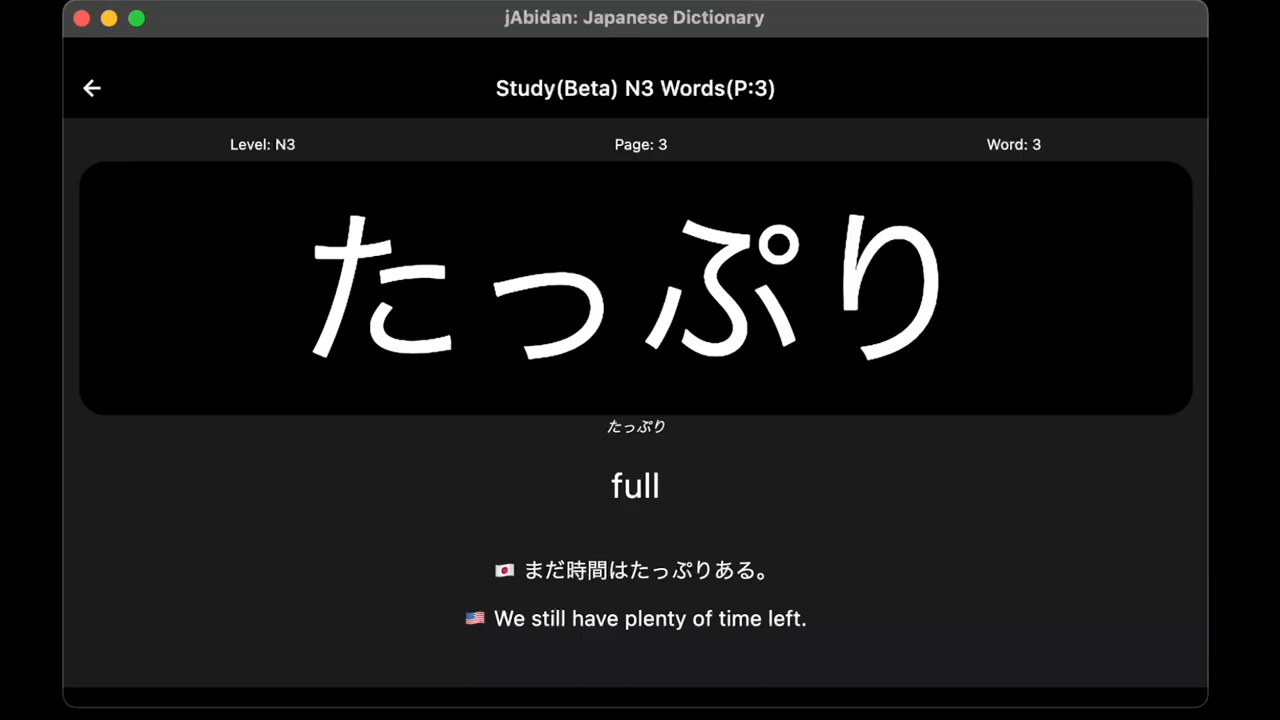 jAbidan: Japanese Dictionary
Study(Beta) N3 Words(P:3)
Level: N3
Page: 3
Word: 3
たっぷり
たっぷり
full
🇯🇵 まだ時間はたっぷりある。
🇺🇸 We still have plenty of time left.